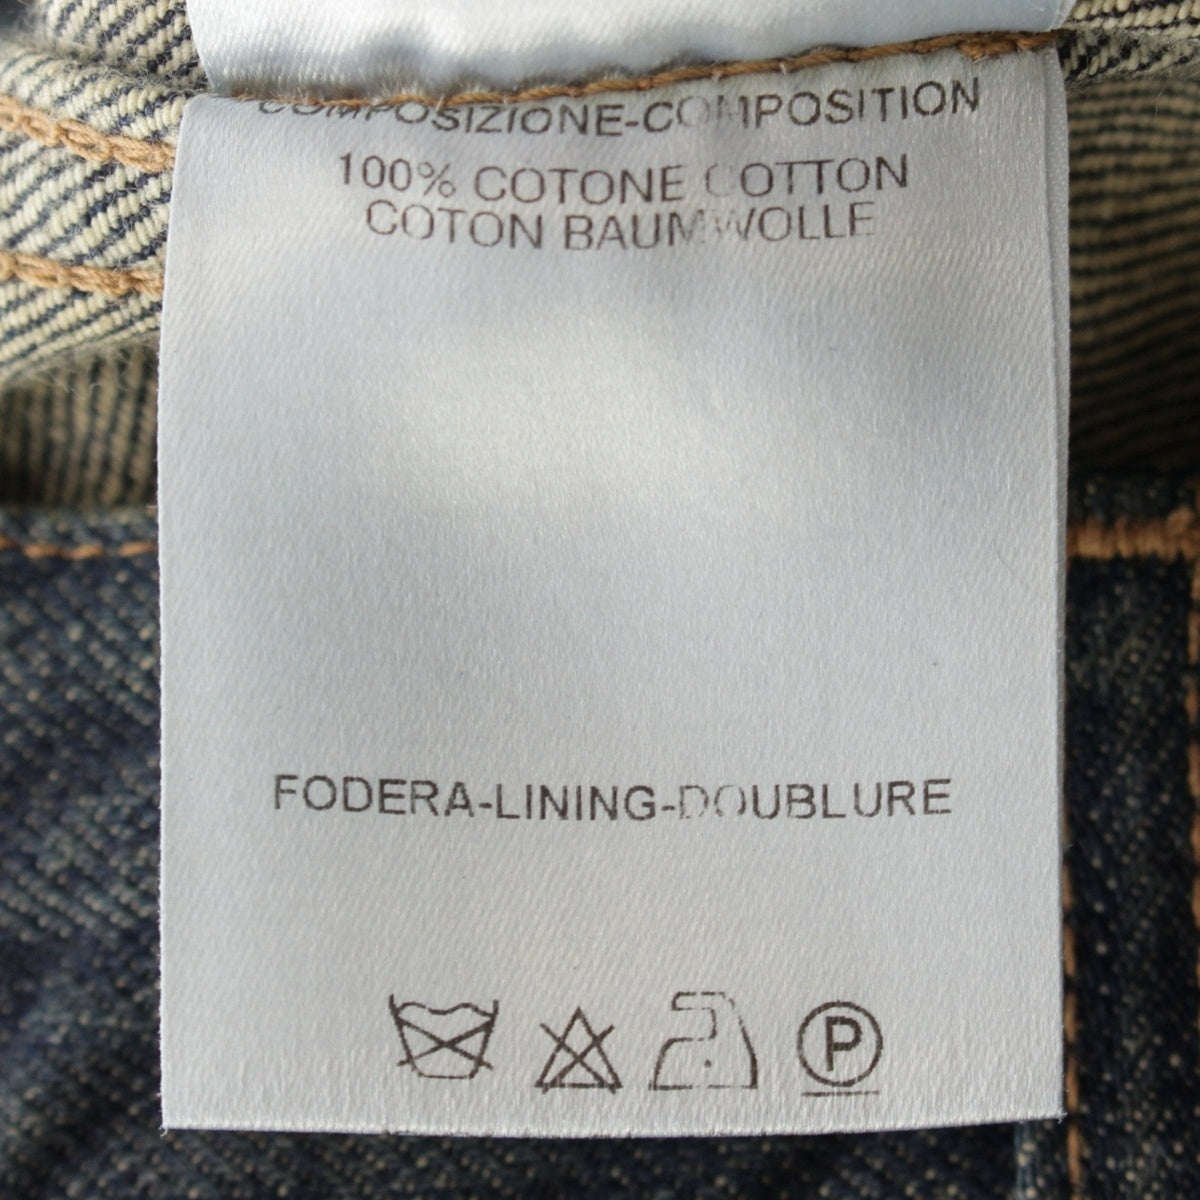 COMPOSIZIONE-COMPOSITION
100% COTONE COTTON
COTON BAUMWOLLE
FODERA-LINING-DOUBLURE
P